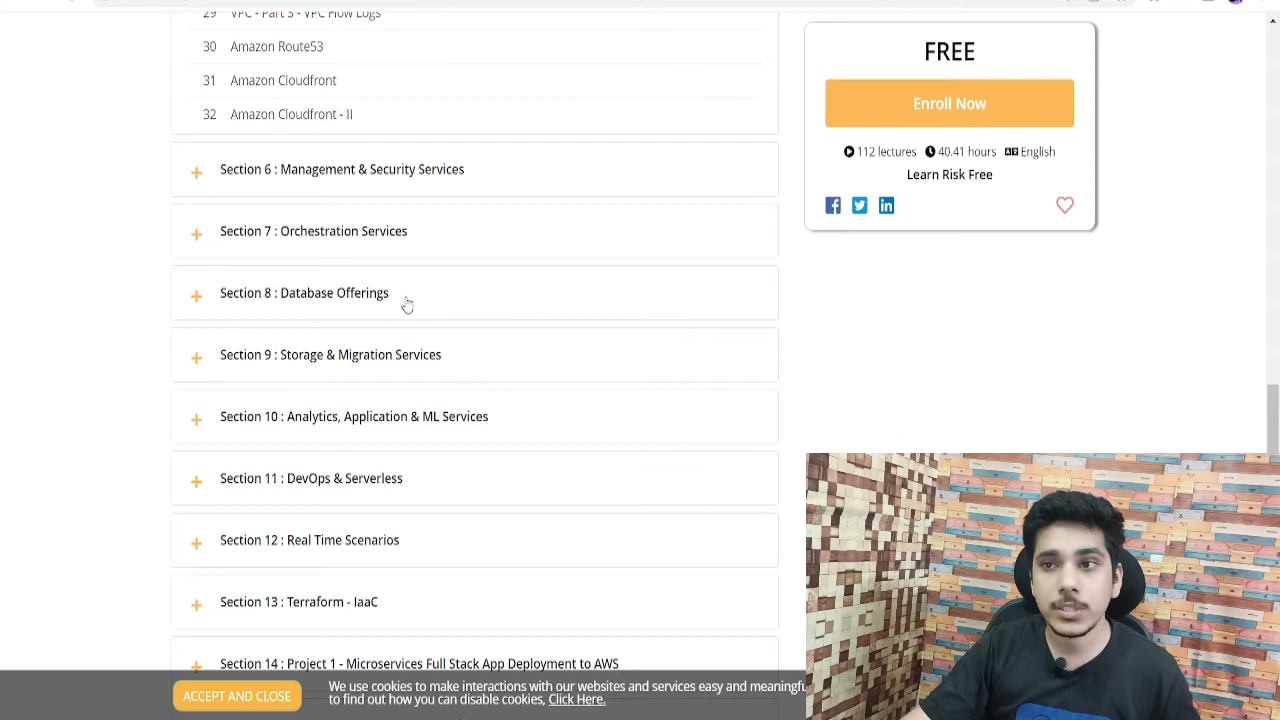 29 VPC - Part 3 - VPC Flow Logs
30 Amazon Route53
31 Amazon Cloudfront
32 Amazon Cloudfront - II
+ Section 6 : Management & Security Services
+ Section 7 : Orchestration Services
+ Section 8 : Database Offerings
+ Section 9 : Storage & Migration Services
+ Section 10 : Analytics, Application & ML Services
+ Section 11 : DevOps & Serverless
+ Section 12 : Real Time Scenarios
+ Section 13 : Terraform - IaaC
+ Section 14 : Project 1 - Microservices Full Stack App Deployment to AWS
FREE
Enroll Now
112 lectures 40.41 hours English
Learn Risk Free
ACCEPT AND CLOSE
We use cookies to make interactions with our websites and services easy and meaningfu
to find out how you can disable cookies, Click Here.